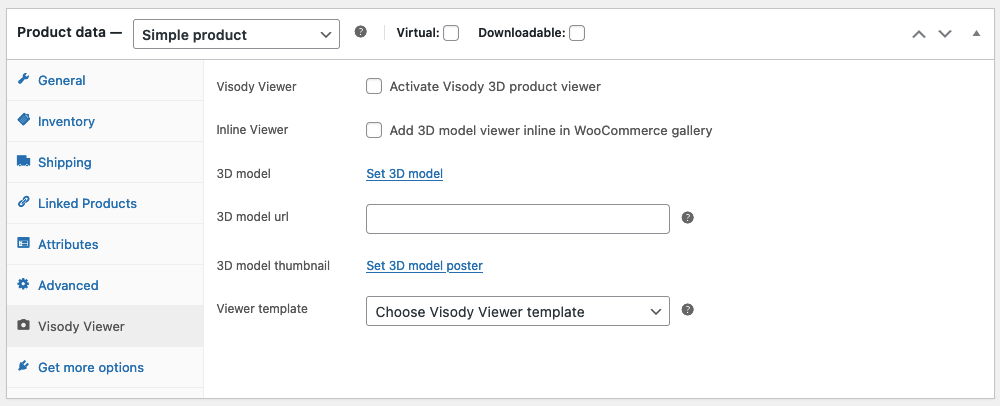 Product data — Simple product ? Virtual: Downloadable:
General
Inventory
Shipping
Linked Products
Attributes
Advanced
Visody Viewer
Get more options
Visody Viewer Activate Visody 3D product viewer
Inline Viewer Add 3D model viewer inline in WooCommerce gallery
3D model Set 3D model
3D model url ?
3D model thumbnail Set 3D model poster
Viewer template Choose Visody Viewer template ?